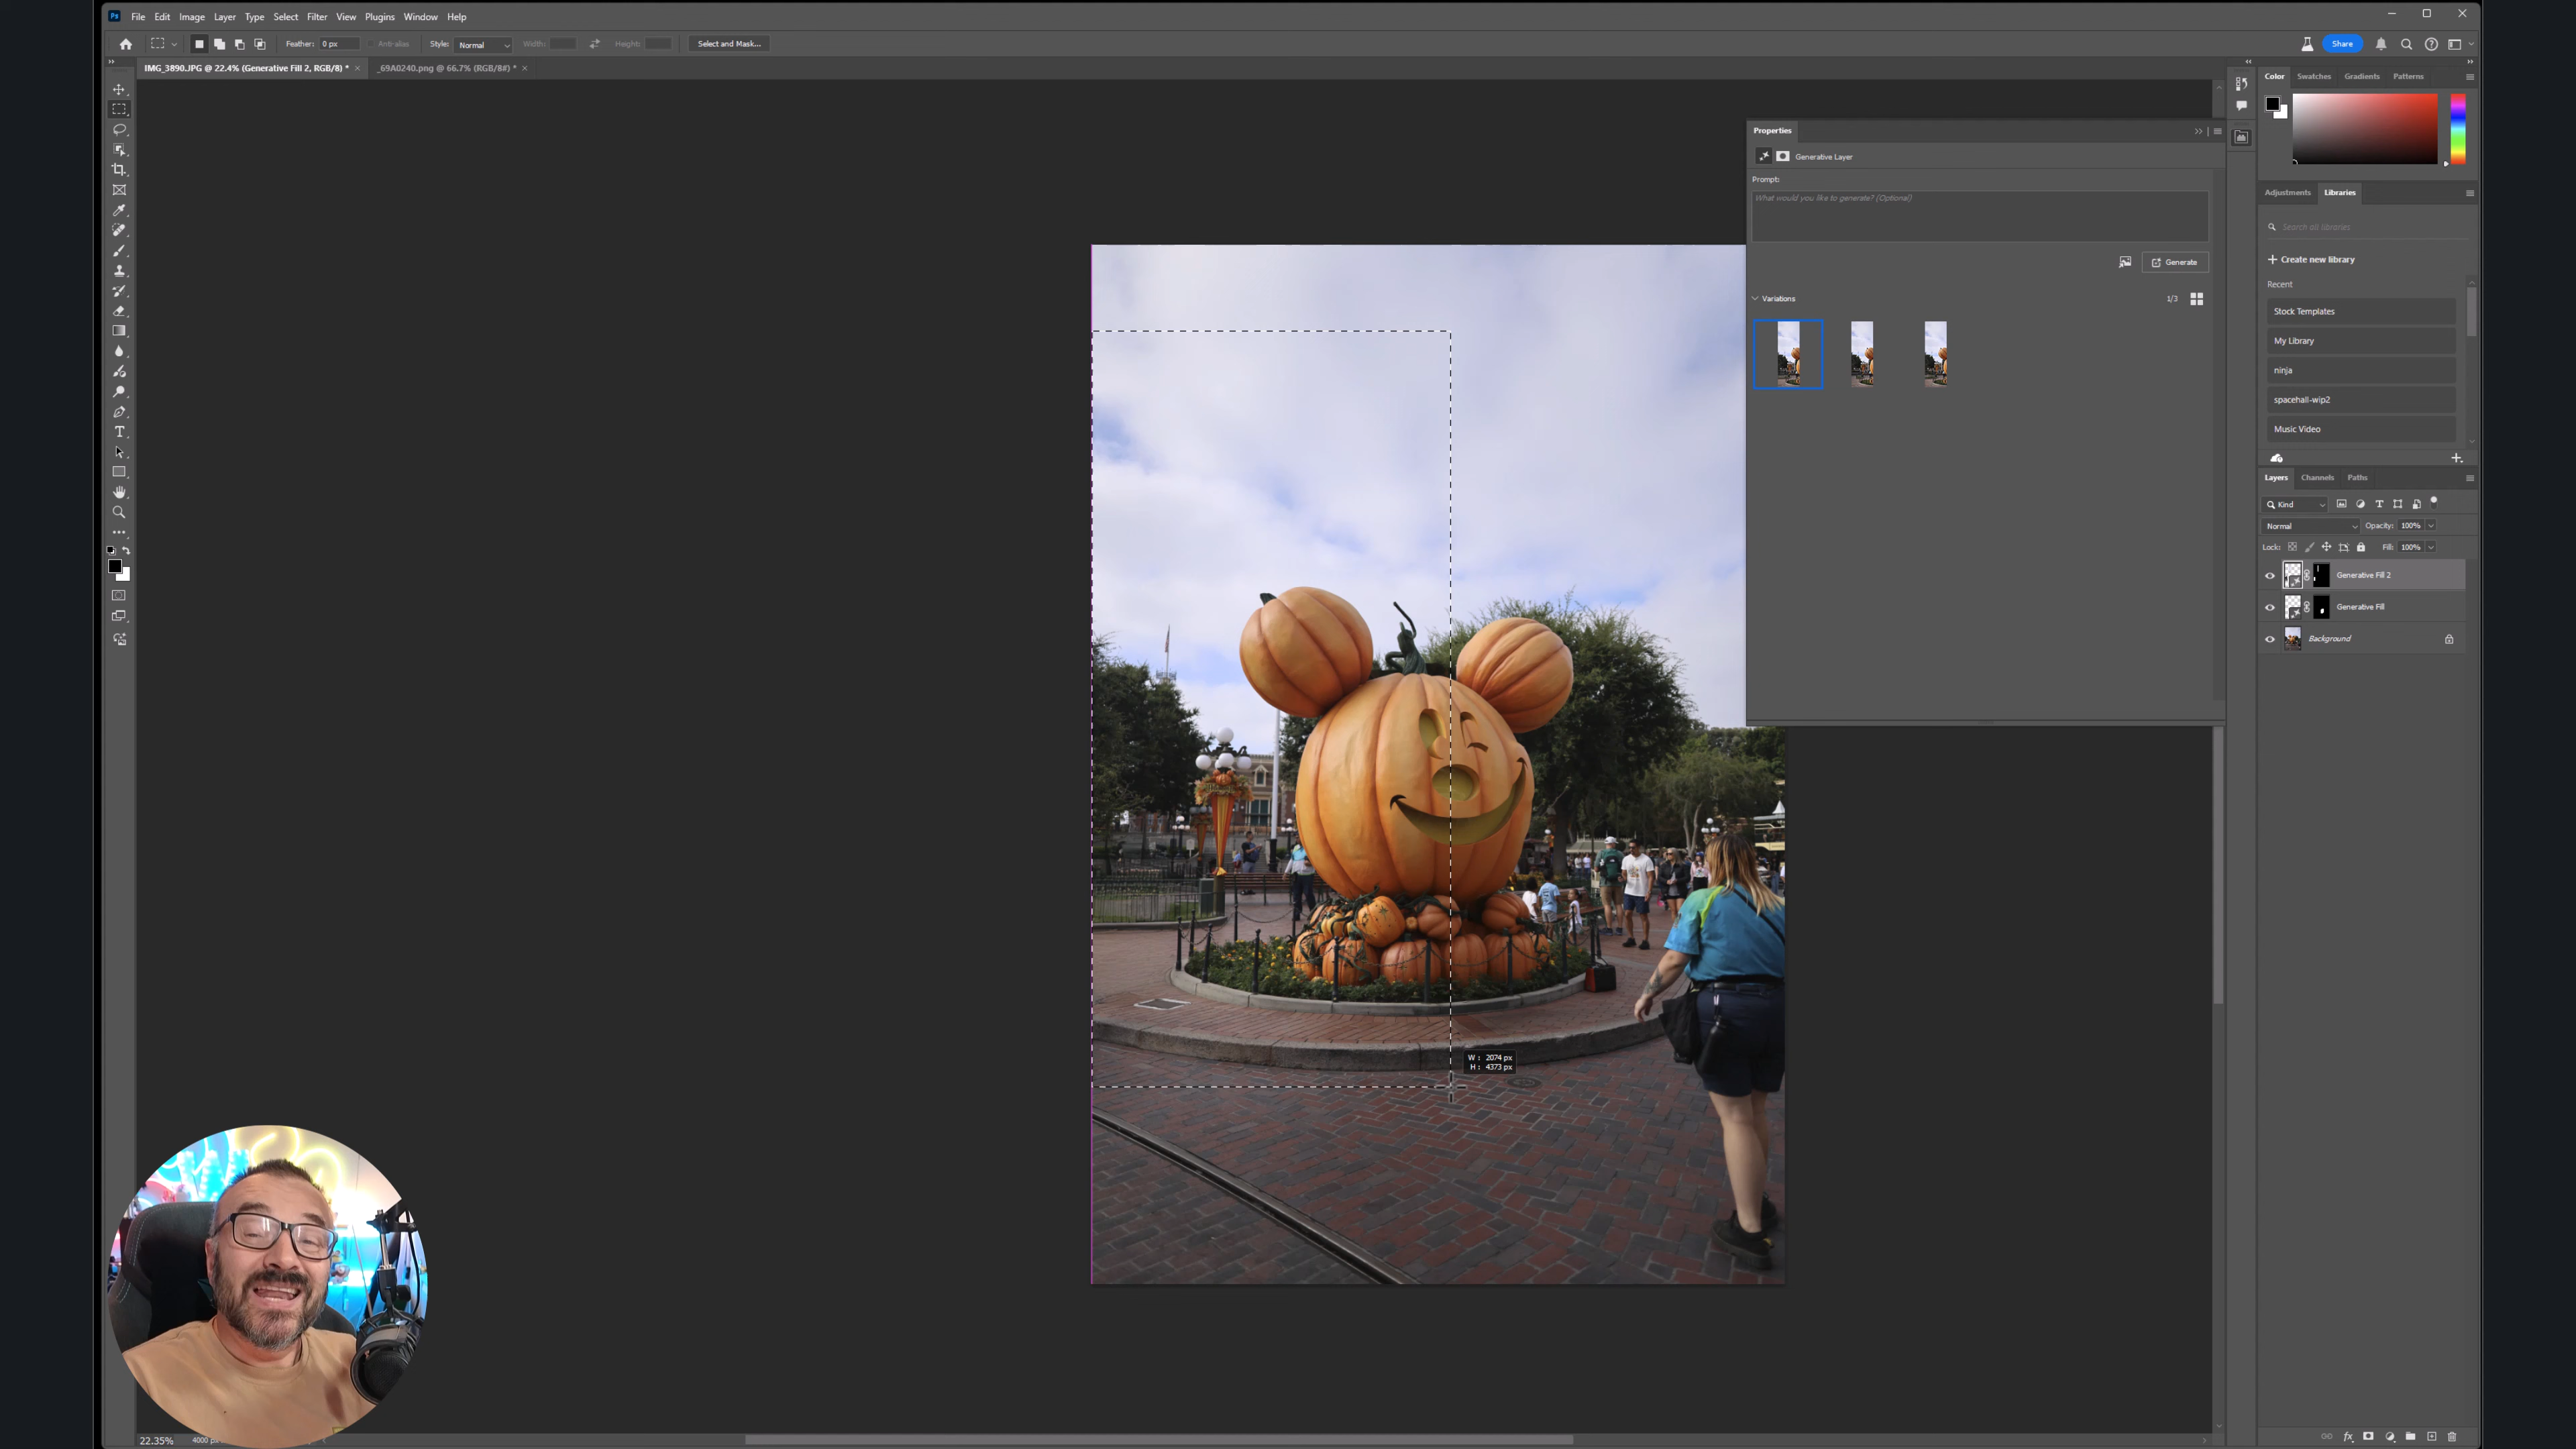 Ps File Edit Image Layer Type Select Filter View Plugins Window Help
Feather: 0 px Anti-alias Style: Normal Width: Height: Select and Mask... Share
IMG_3890.JPG @ 22.4% (Generative Fill 2, RGB/8) * × _69A0240.png @ 66.7% (RGB/8#) * ×
Color Swatches Gradients Patterns
Properties
Generative Layer
Prompt:
What would you like to generate? (Optional)
Generate
Variations 1/3
Adjustments Libraries
Search all libraries
+ Create new library
Recent
Stock Templates
My Library
ninja
spacehall-wip2
Music Video
Layers Channels Paths
Kind
Normal Opacity: 100%
Lock: Fill: 100%
Generative Fill 2
Generative Fill
Background
W : 2074 px
H : 4373 px
22.35% 4000 px
fx